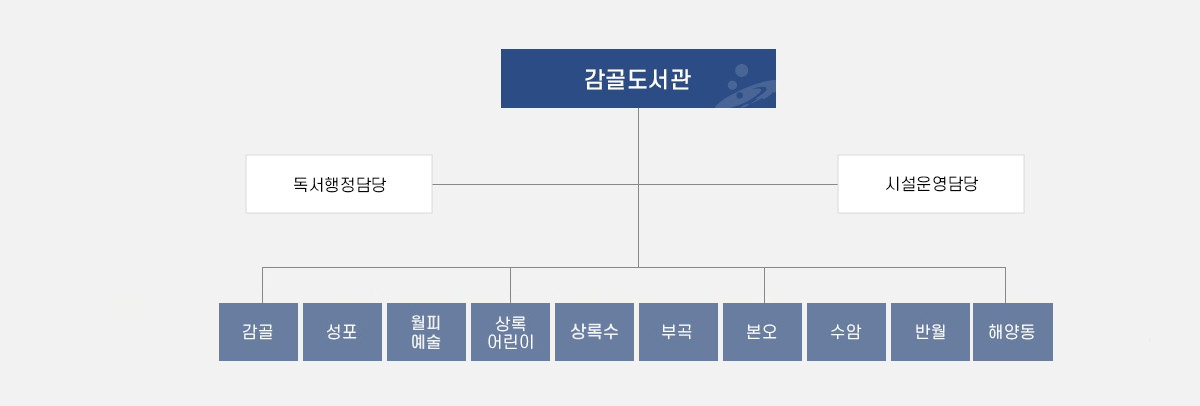 감골도서관
독서행정담당
시설운영담당
감골
성포
월피
예술
상록
어린이
상록수
부곡
본오
수암
반월
해양동